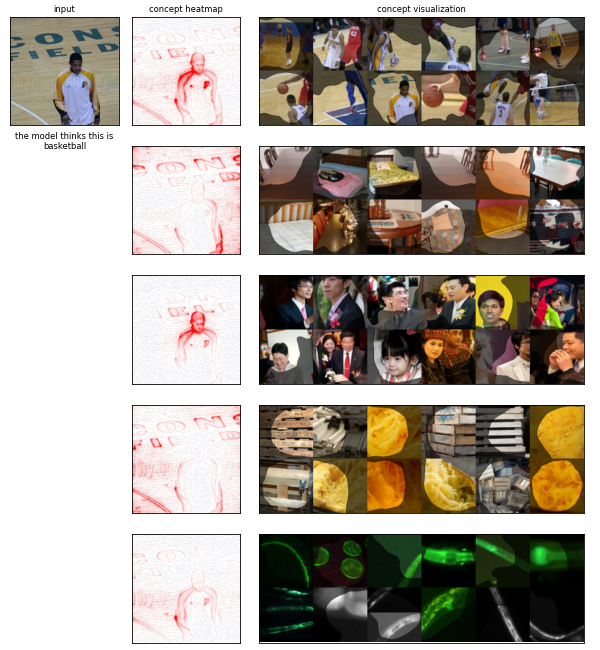 input
concept heatmap
concept visualization
CONS
FIELD
the model thinks this is
basketball